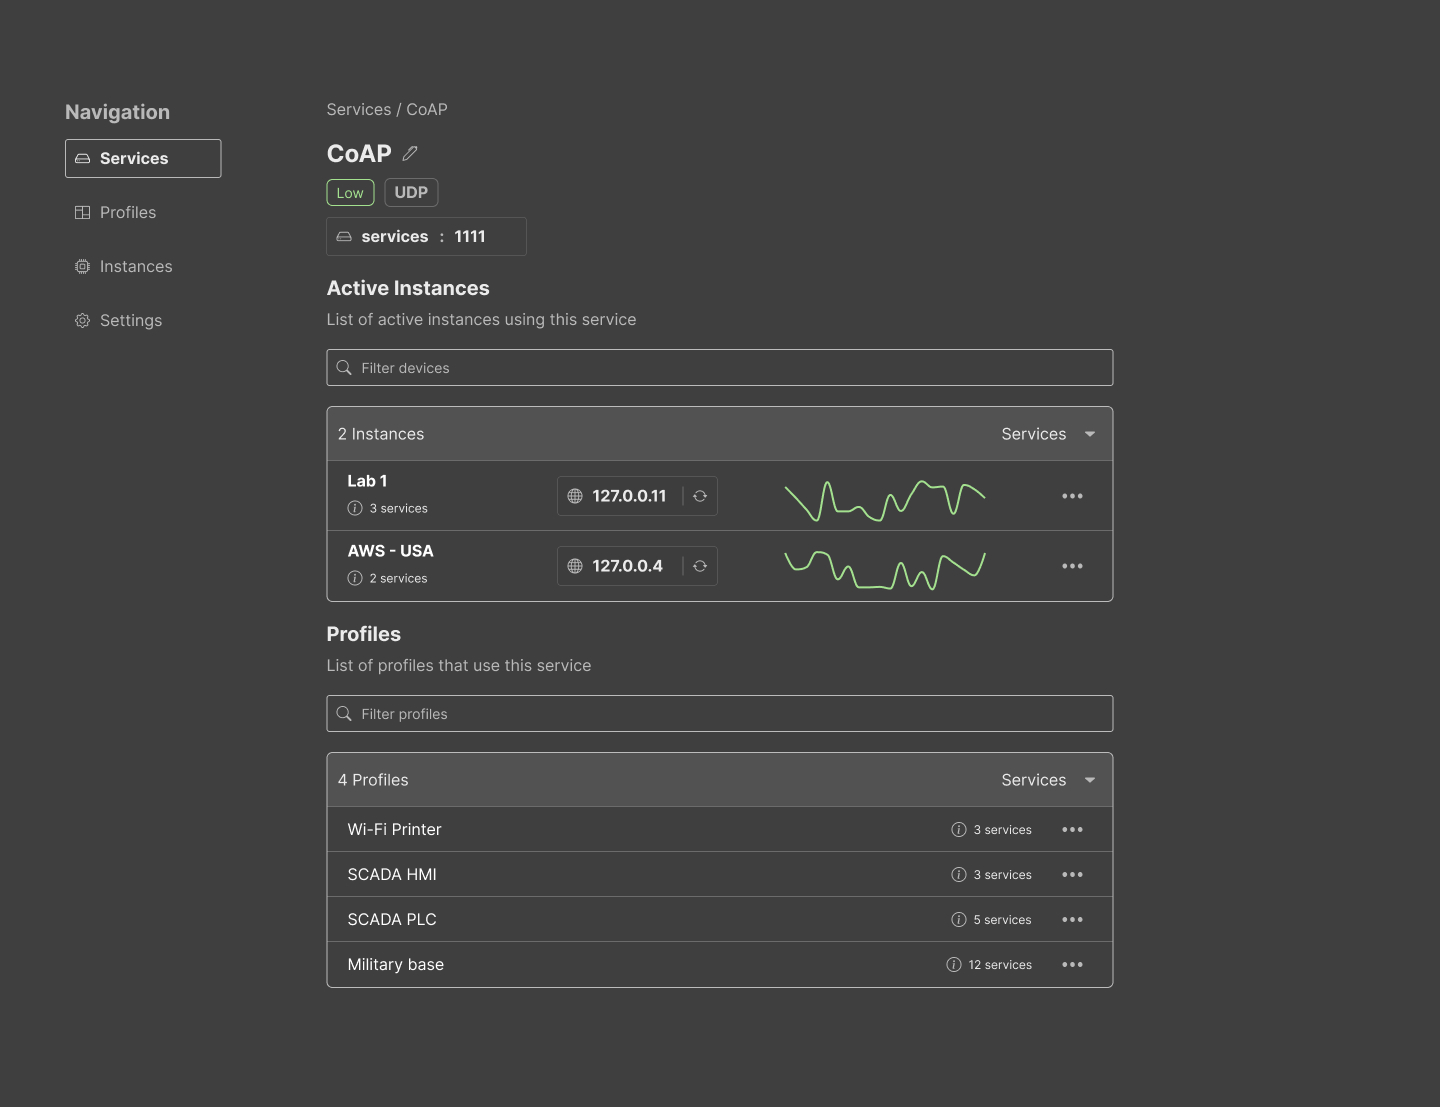 Navigation
Services
Profiles
Instances
Settings
Services / CoAP
CoAP
Low UDP
services : 1111
Active Instances
List of active instances using this service
Filter devices
2 Instances Services
Lab 1
3 services
127.0.0.11
AWS - USA
2 services
127.0.0.4
Profiles
List of profiles that use this service
Filter profiles
4 Profiles Services
Wi-Fi Printer 3 services
SCADA HMI 3 services
SCADA PLC 5 services
Military base 12 services